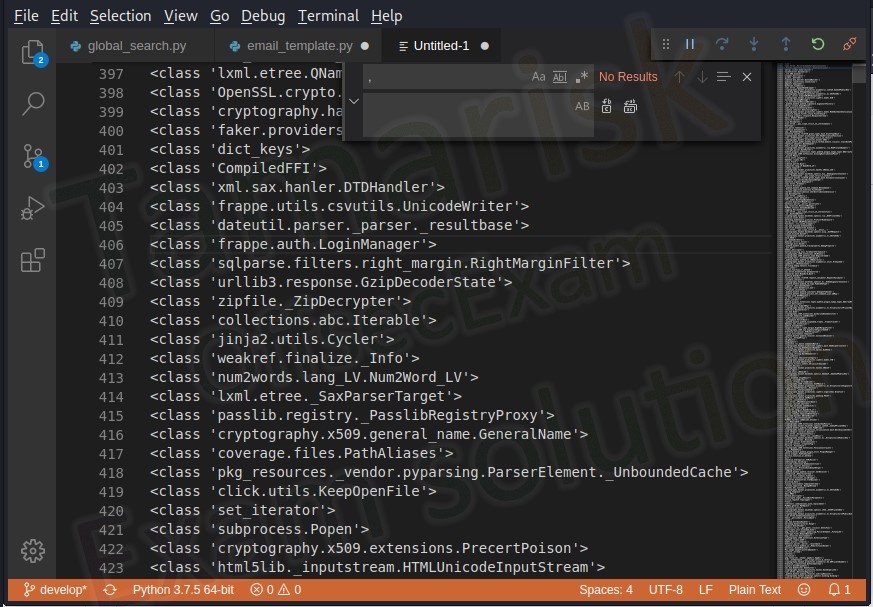 File Edit Selection View Go Debug Terminal Help
2
global_search.py
email_template.py
Untitled-1
,
Aa Abl .* No Results
AB
1
397 <class 'lxml.etree.QNam
398 <class 'OpenSSL.crypto.
399 <class 'cryptography.ha
400 <class 'faker.providers
401 <class 'dict_keys'>
402 <class 'CompiledFFI'>
403 <class 'xml.sax.hanler.DTDHandler'>
404 <class 'frappe.utils.csvutils.UnicodeWriter'>
405 <class 'dateutil.parser._parser._resultbase'>
406 <class 'frappe.auth.LoginManager'>
407 <class 'sqlparse.filters.right_margin.RightMarginFilter'>
408 <class 'urllib3.response.GzipDecoderState'>
409 <class 'zipfile._ZipDecrypter'>
410 <class 'collections.abc.Iterable'>
411 <class 'jinja2.utils.Cycler'>
412 <class 'weakref.finalize._Info'>
413 <class 'num2words.lang_LV.Num2Word_LV'>
414 <class 'lxml.etree._SaxParserTarget'>
415 <class 'passlib.registry._PasslibRegistryProxy'>
416 <class 'cryptography.x509.general_name.GeneralName'>
417 <class 'coverage.files.PathAliases'>
418 <class 'pkg_resources._vendor.pyparsing.ParserElement._UnboundedCache'>
419 <class 'click.utils.KeepOpenFile'>
420 <class 'set_iterator'>
421 <class 'subprocess.Popen'>
422 <class 'cryptography.x509.extensions.PrecertPoison'>
423 <class 'html5lib._inputstream.HTMLUnicodeInputStream'>
Tamarisk
OffsecExam
Exam solution
develop* Python 3.7.5 64-bit 0 0 Spaces: 4 UTF-8 LF Plain Text 1